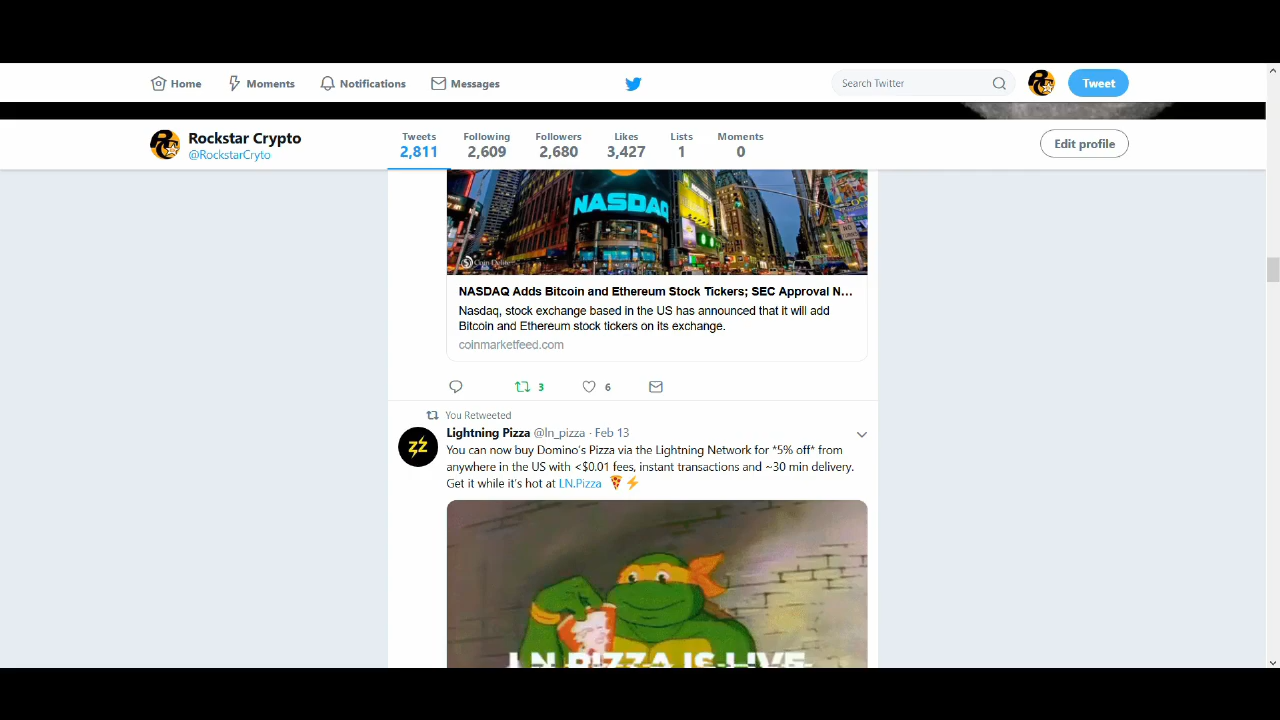 Home
Moments
Notifications
Messages
Search Twitter
Tweet
Rockstar Crypto
@RockstarCryto
Tweets
2,811
Following
2,609
Followers
2,680
Likes
3,427
Lists
1
Moments
0
Edit profile
NASDAQ
NO
Coin
NASDAQ Adds Bitcoin and Ethereum Stock Tickers; SEC Approval N...
Nasdaq, stock exchange based in the US has announced that it will add
Bitcoin and Ethereum stock tickers on its exchange.
coinmarketfeed.com
3
6
You Retweeted
Lightning Pizza @ln_pizza · Feb 13
You can now buy Domino's Pizza via the Lightning Network for *5% off* from
anywhere in the US with <$0.01 fees, instant transactions and ~30 min delivery.
Get it while it's hot at LN.Pizza 🍕⚡
LN PIZZA IS LIVE